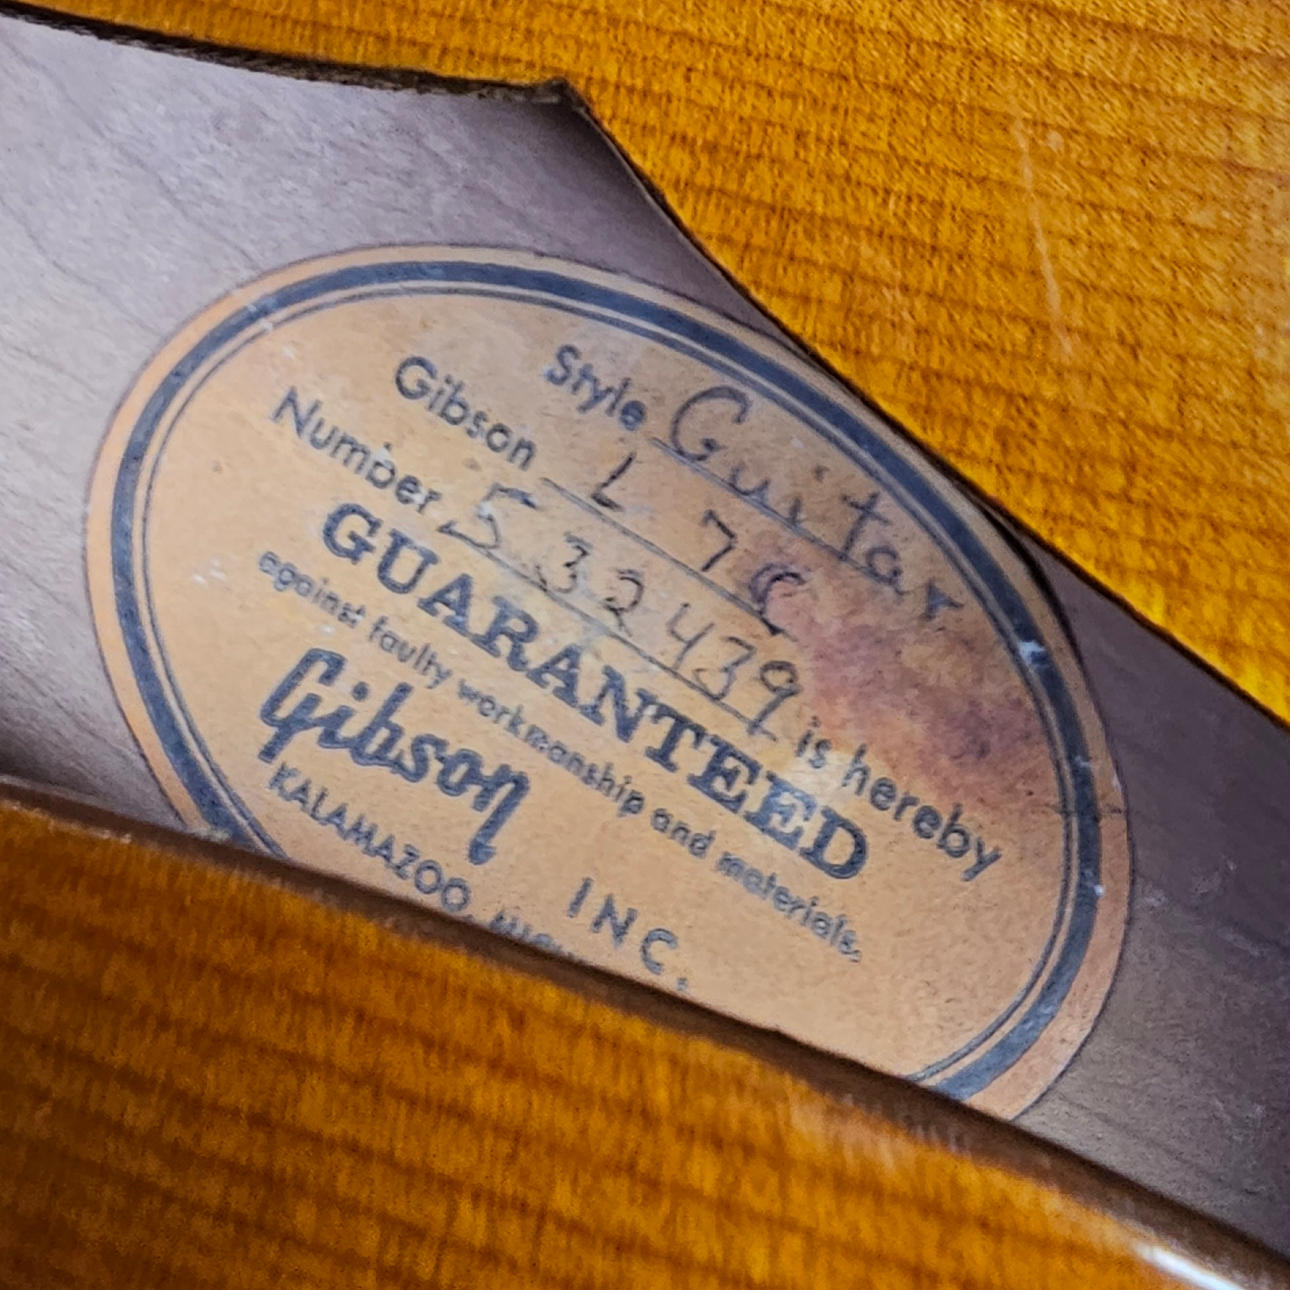 Style Guitar
Gibson L 7C
Number 532439 is hereby
GUARANTEED
against faulty workmanship and materials.
Gibson INC.
KALAMAZOO,